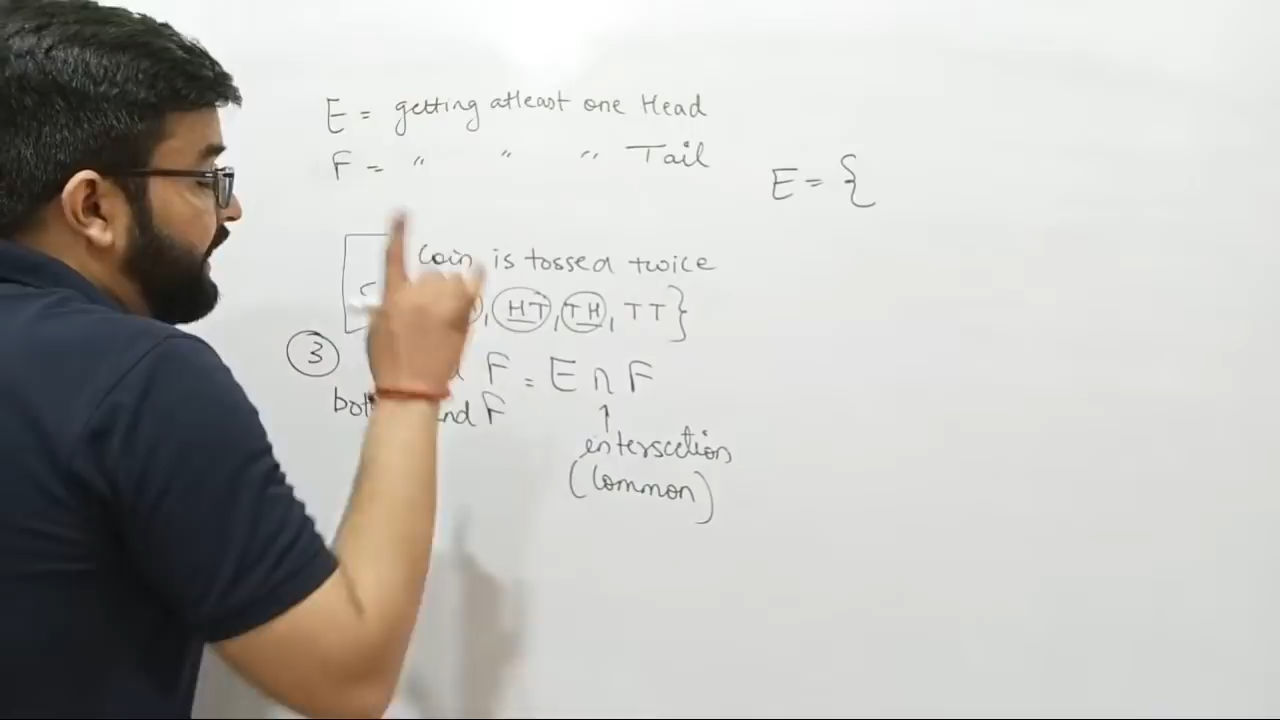 E = getting atleast one Head
F = " " " Tail
E = {
Coin is tossed twice
, HT, TH, TT}
3 F = E ∩ F
and F
↑
intersection
(Common)